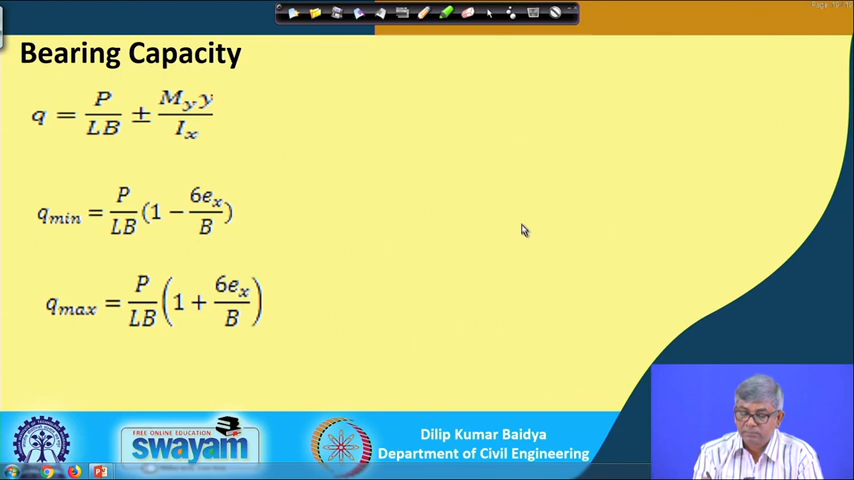 Bearing Capacity
q = P/LB ± M_y y/I_x
q_min = P/LB (1 − 6e_x/B)
q_max = P/LB (1 + 6e_x/B)
FREE ONLINE EDUCATION
swayam
Dilip Kumar Baidya
Department of Civil Engineering